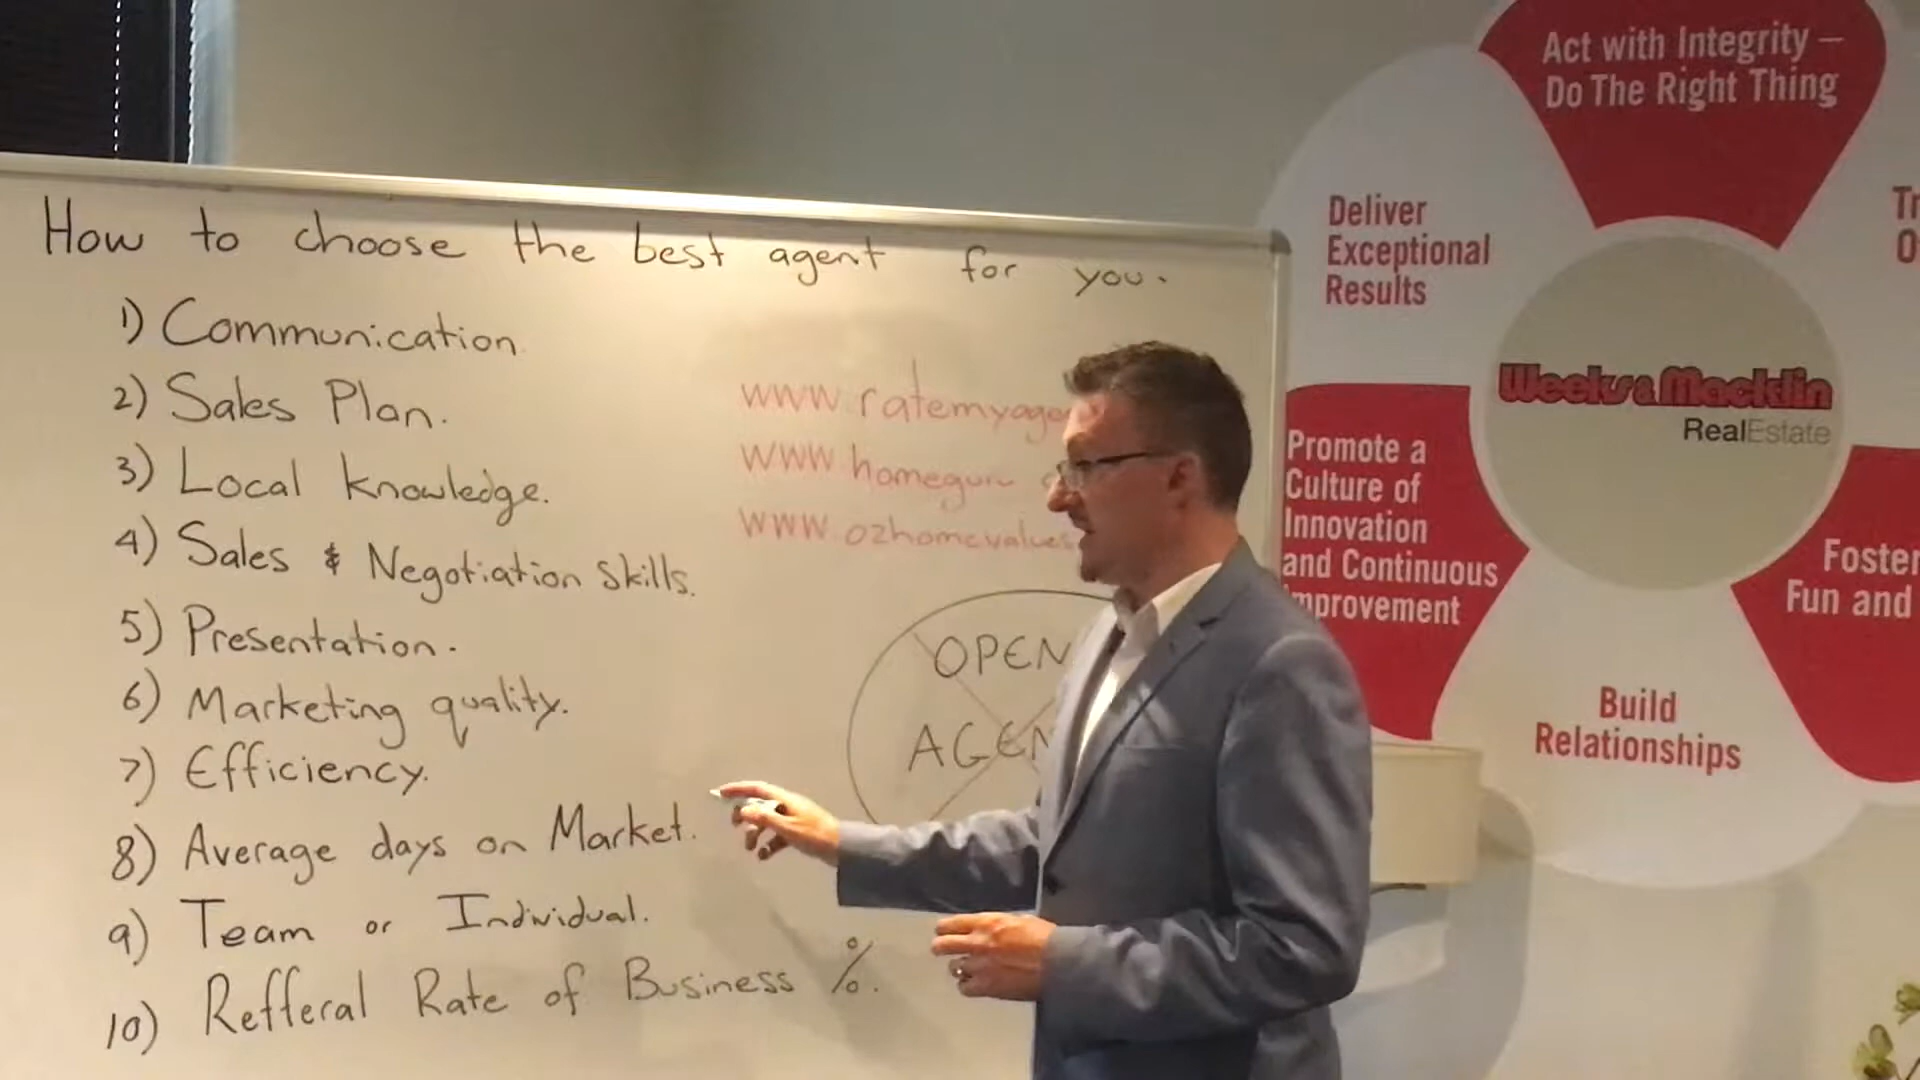 How to choose the best agent for you.
1) Communication.
2) Sales Plan.
3) Local knowledge.
4) Sales & Negotiation Skills.
5) Presentation.
6) Marketing quality.
7) Efficiency.
8) Average days on Market.
9) Team or Individual.
10) Refferal Rate of Business %.
www ratemyage
www homeguru
www ozhomevalues
OPEN
AGEN
Act with Integrity –
Do The Right Thing
Deliver
Exceptional
Results
Promote a
Culture of
Innovation
and Continuous
mprovement
Weeks & Macklin
RealEstate
Build
Relationships
Foster
Fun and